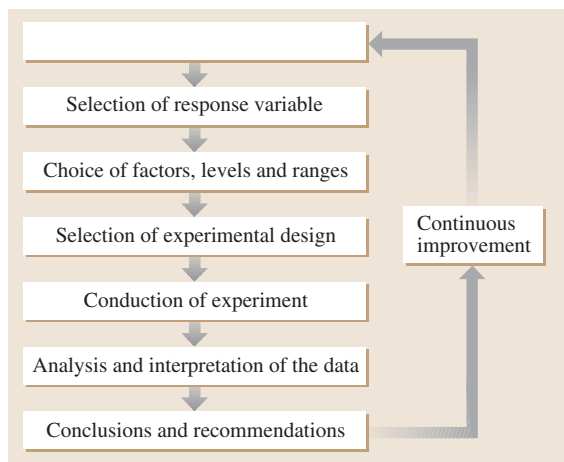 Selection of response variable
Choice of factors, levels and ranges
Selection of experimental design
Conduction of experiment
Analysis and interpretation of the data
Conclusions and recommendations
Continuous
improvement